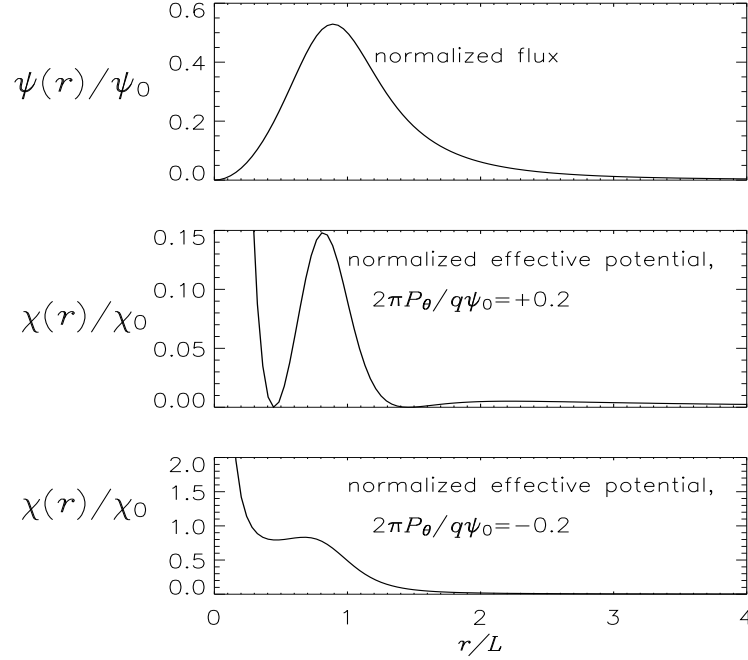 0.6
0.4
0.2
0.0
ψ(r)/ψ₀
normalized flux
0.15
0.10
0.05
0.00
χ(r)/χ₀
normalized effective potential,
2πP_θ/qψ₀=+0.2
2.0
1.5
1.0
0.5
0.0
χ(r)/χ₀
normalized effective potential,
2πP_θ/qψ₀=−0.2
0 1 2 3 4
r/L